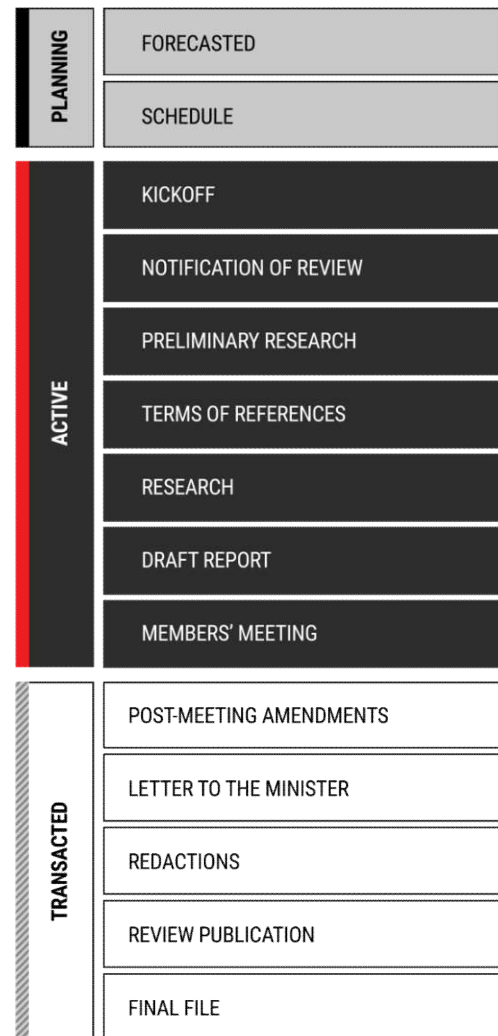 PLANNING
FORECASTED
SCHEDULE
ACTIVE
KICKOFF
NOTIFICATION OF REVIEW
PRELIMINARY RESEARCH
TERMS OF REFERENCES
RESEARCH
DRAFT REPORT
MEMBERS’ MEETING
TRANSACTED
POST-MEETING AMENDMENTS
LETTER TO THE MINISTER
REDACTIONS
REVIEW PUBLICATION
FINAL FILE